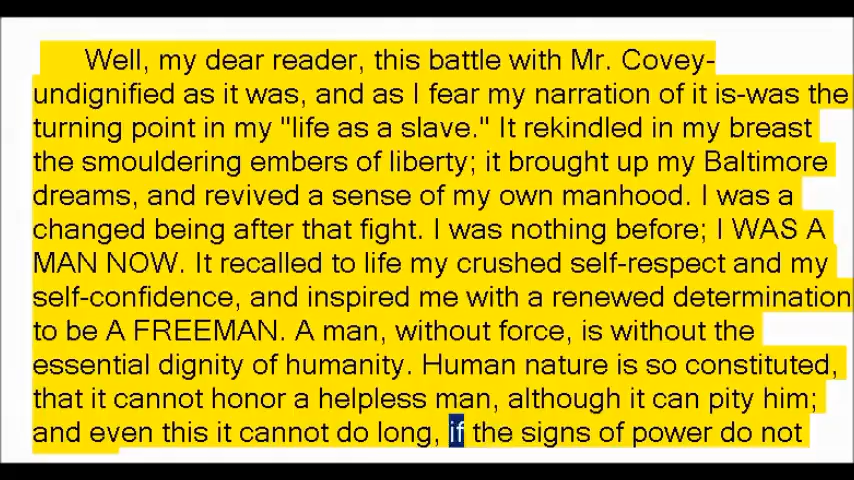 Well, my dear reader, this battle with Mr. Covey-
undignified as it was, and as I fear my narration of it is-was the
turning point in my "life as a slave." It rekindled in my breast
the smouldering embers of liberty; it brought up my Baltimore
dreams, and revived a sense of my own manhood. I was a
changed being after that fight. I was nothing before; I WAS A
MAN NOW. It recalled to life my crushed self-respect and my
self-confidence, and inspired me with a renewed determination
to be A FREEMAN. A man, without force, is without the
essential dignity of humanity. Human nature is so constituted,
that it cannot honor a helpless man, although it can pity him;
and even this it cannot do long, if the signs of power do not